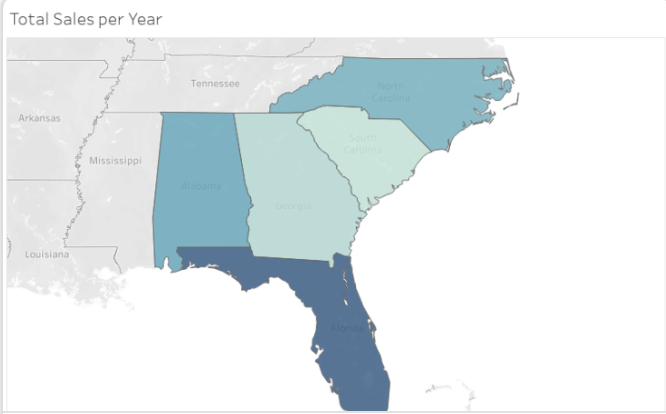 Total Sales per Year
Tennessee
North
Carolina
Arkansas
South
Carolina
Mississippi
Alabama
Georgia
Louisiana
Florida